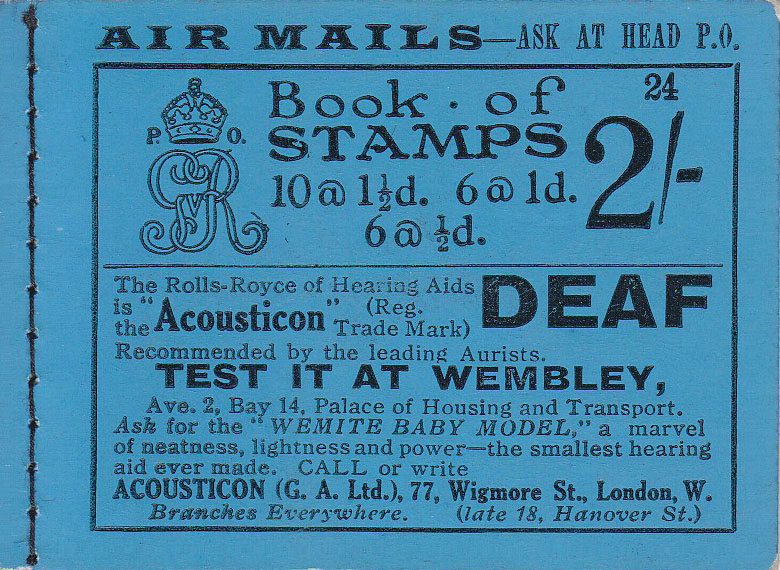 AIR MAILS—ASK AT HEAD P.O.
24
P. O.
GvR
Book · of
STAMPS
2/-
10 @ 1½d. 6 @ 1d.
6 @ ½d.
The Rolls-Royce of Hearing Aids
is "Acousticon" (Reg.
the Trade Mark)
DEAF
Recommended by the leading Aurists.
TEST IT AT WEMBLEY,
Ave. 2, Bay 14, Palace of Housing and Transport.
Ask for the "WEMITE BABY MODEL," a marvel
of neatness, lightness and power—the smallest hearing
aid ever made. CALL or write
ACOUSTICON (G. A. Ltd.), 77, Wigmore St., London, W.
Branches Everywhere. (late 18, Hanover St.)